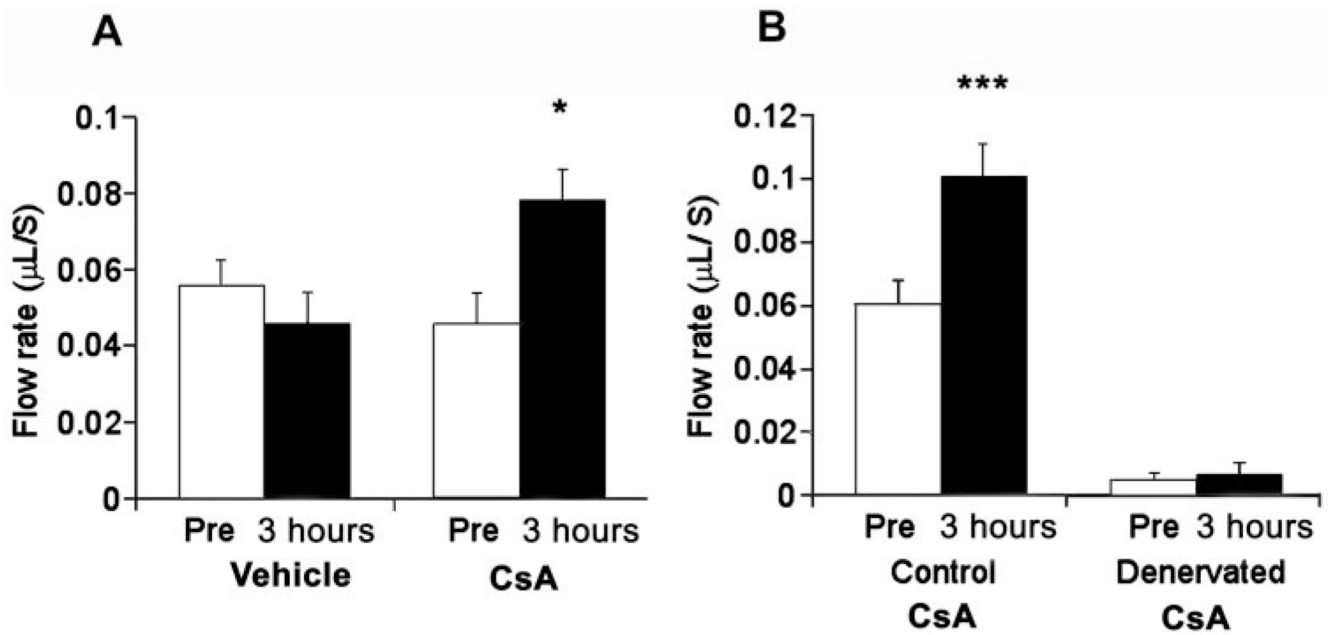 A
Flow rate (μL/S)
0.1
0.08
0.06
0.04
0.02
0
*
Pre 3 hours Pre 3 hours
Vehicle CsA
B
Flow rate (μL/ S)
0.12
0.1
0.08
0.06
0.04
0.02
0
***
Pre 3 hours Pre 3 hours
Control Denervated
CsA CsA